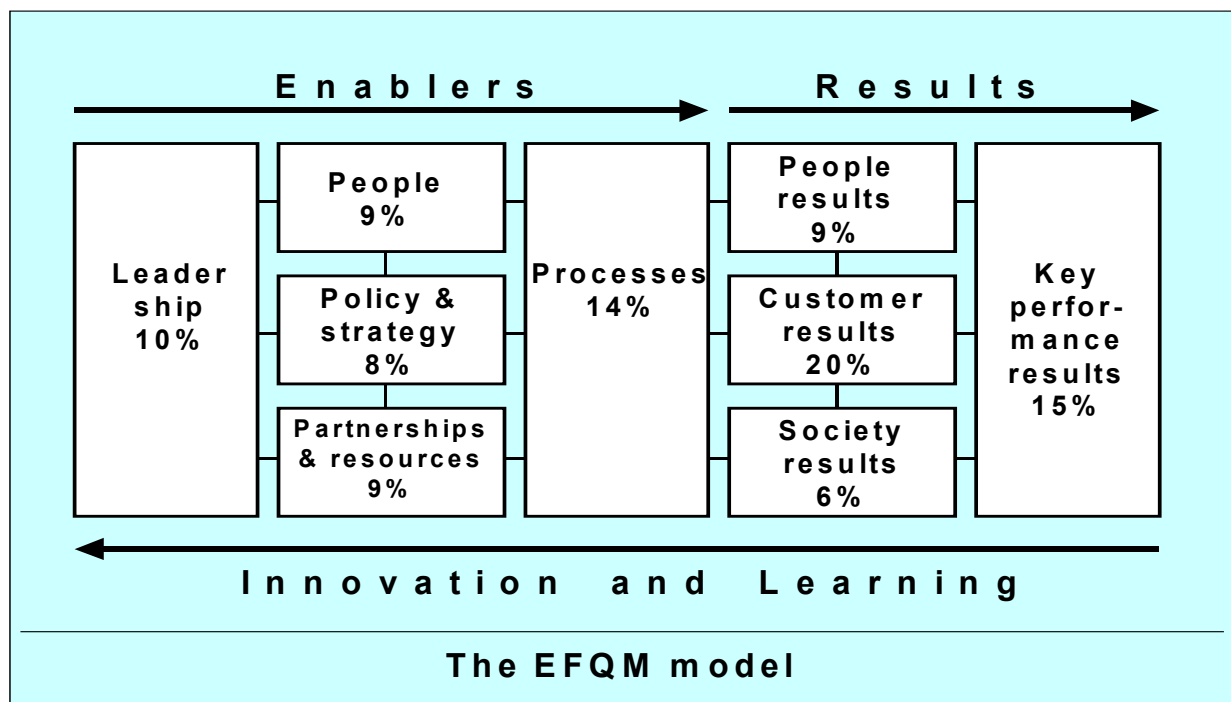 Enablers
Results
Leader
ship
10%
People
9%
Policy &
strategy
8%
Partnerships
& resources
9%
Processes
14%
People
results
9%
Customer
results
20%
Society
results
6%
Key
perfor-
mance
results
15%
Innovation and Learning
The EFQM model